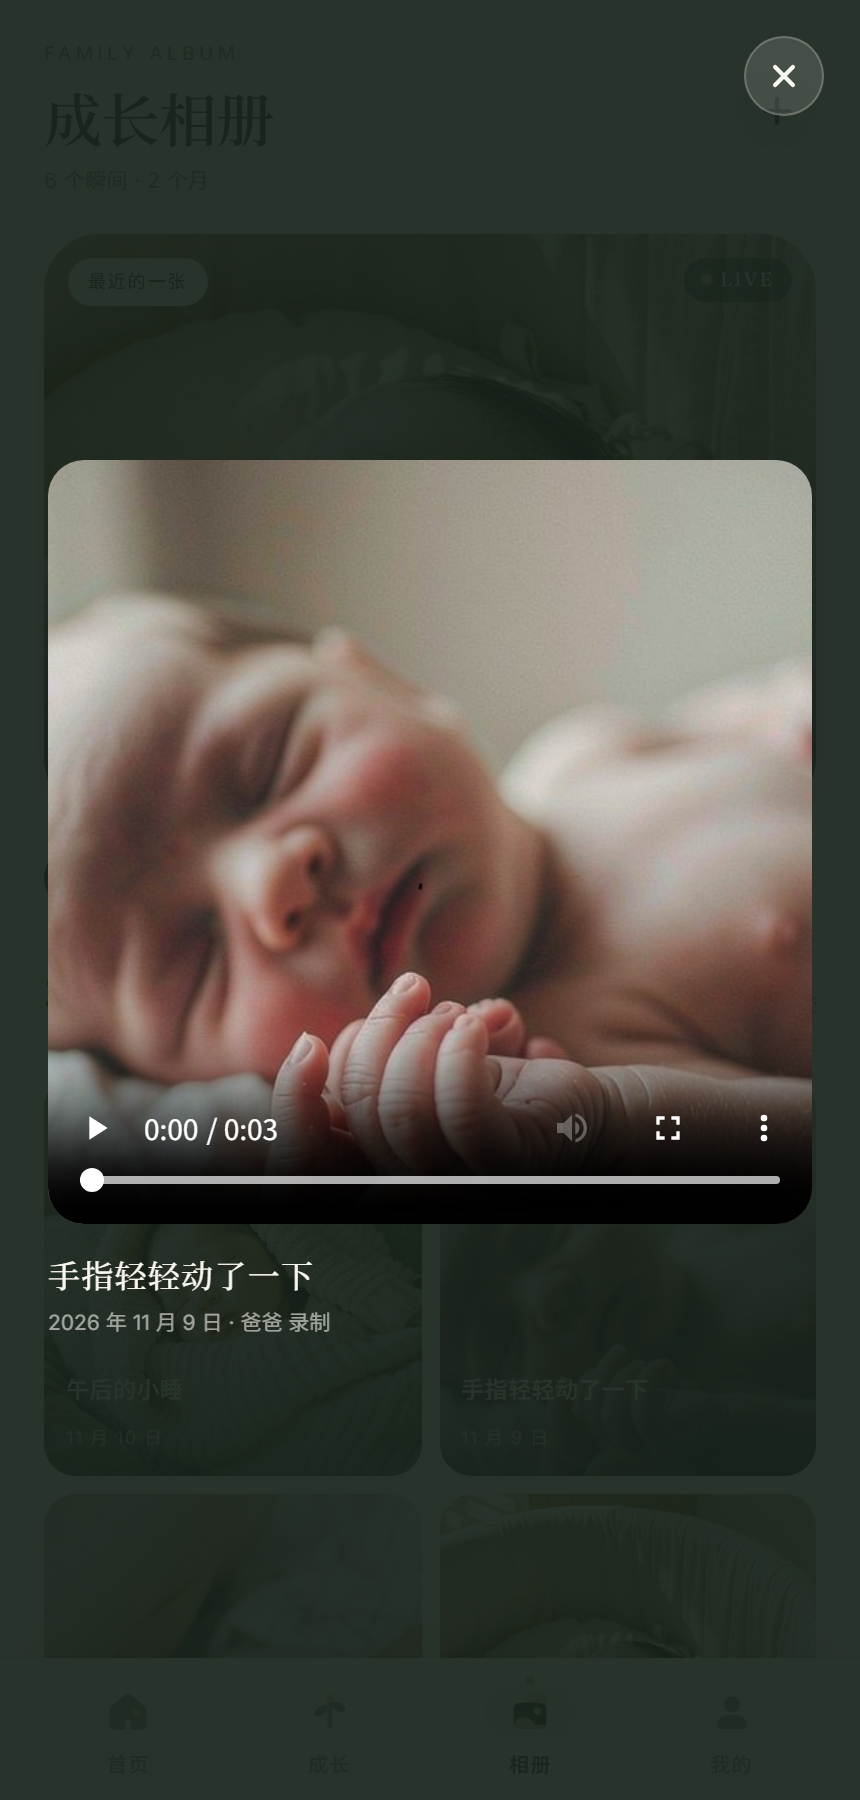 FAMILY ALBUM
成长相册
6 个瞬间 · 2 个月
最近的一张
LIVE
0:00 / 0:03
手指轻轻动了一下
2026 年 11 月 9 日 · 爸爸 录制
午后的小睡
11 月 10 日
手指轻轻动了一下
11 月 9 日
首页
成长
相册
我的